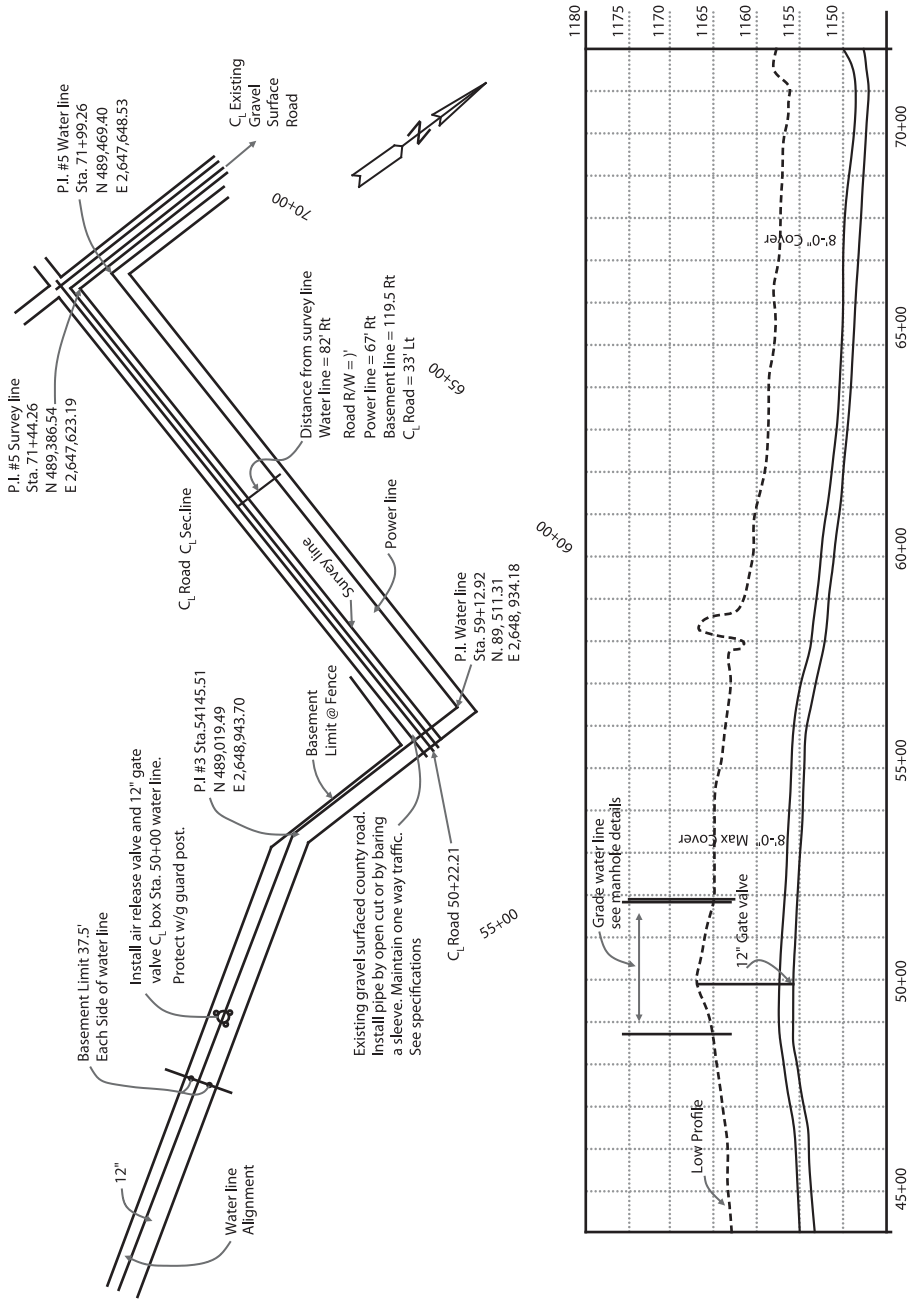 Basement Limit 37.5'
Each Side of water line
12"
Water line
Alignment
Install air release valve and 12" gate
valve C_L box Sta. 50+00 water line.
Protect w/g guard post.
P.I #3 Sta.54145.51
N 489,019.49
E 2,648,943.70
Basement
Limit @ Fence
Existing gravel surfaced county road.
Install pipe by open cut or by baring
a sleeve. Maintain one way traffic.
See specifications
C_L Road 50+22.21
55+00
P.I. Water line
Sta. 59+12.92
N. 89, 511.31
E 2,648, 934.18
60+00
C_L Road C_L Sec.line
Survey line
Power line
Distance from survey line
Water line = 82' Rt
Road R/W = )'
Power line = 67' Rt
Basement line = 119.5 Rt
C_L Road = 33' Lt
65+00
P.I. #5 Survey line
Sta. 71+44.26
N 489,386.54
E 2,647,623.19
P.I. #5 Water line
Sta. 71+99.26
N 489,469.40
E 2,647,648.53
C_L Existing
Gravel
Surface
Road
70+00
N
1180
1175
1170
1165
1160
1155
1150
Low Profile
Grade water line
see manhole details
12" Gate valve
8'-0" Max Cover
8'-0" Cover
45+00
50+00
55+00
60+00
65+00
70+00